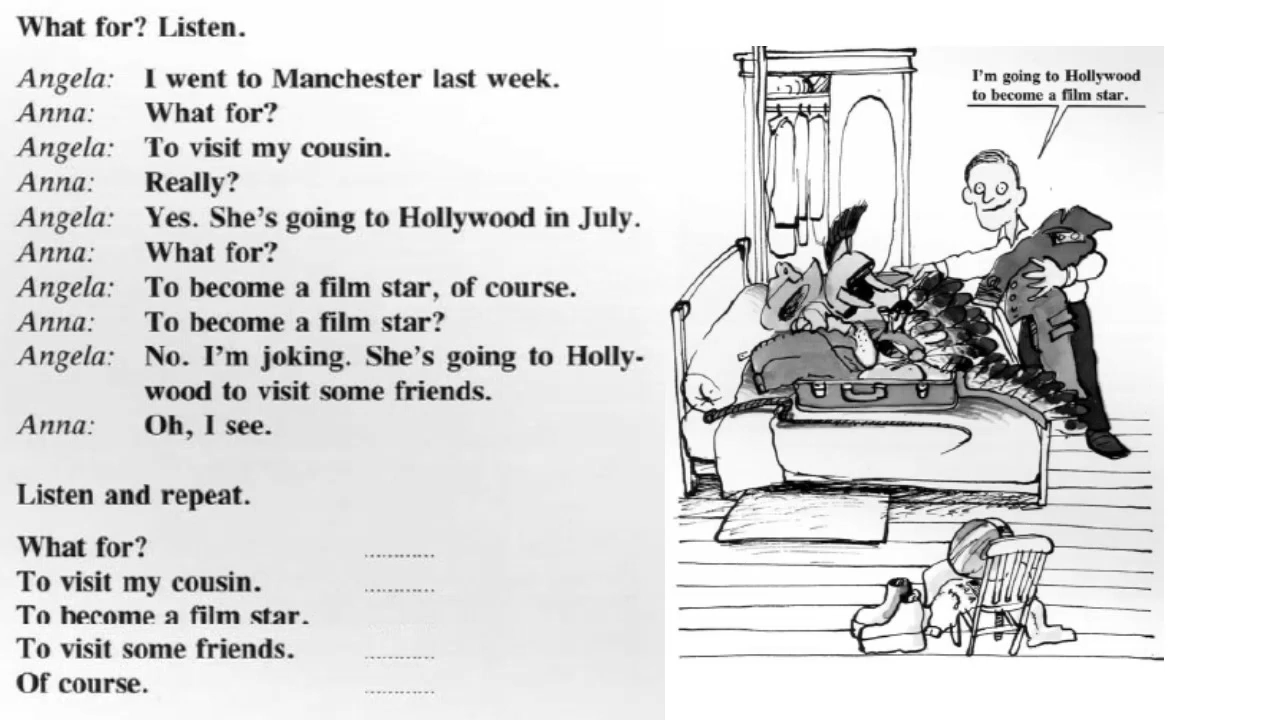 What for? Listen.
Angela: I went to Manchester last week.
Anna: What for?
Angela: To visit my cousin.
Anna: Really?
Angela: Yes. She's going to Hollywood in July.
Anna: What for?
Angela: To become a film star, of course.
Anna: To become a film star?
Angela: No. I'm joking. She's going to Holly-
wood to visit some friends.
Anna: Oh, I see.
Listen and repeat.
What for? ............
To visit my cousin. ............
To become a film star.
To visit some friends. ............
Of course. ............
I'm going to Hollywood
to become a film star.